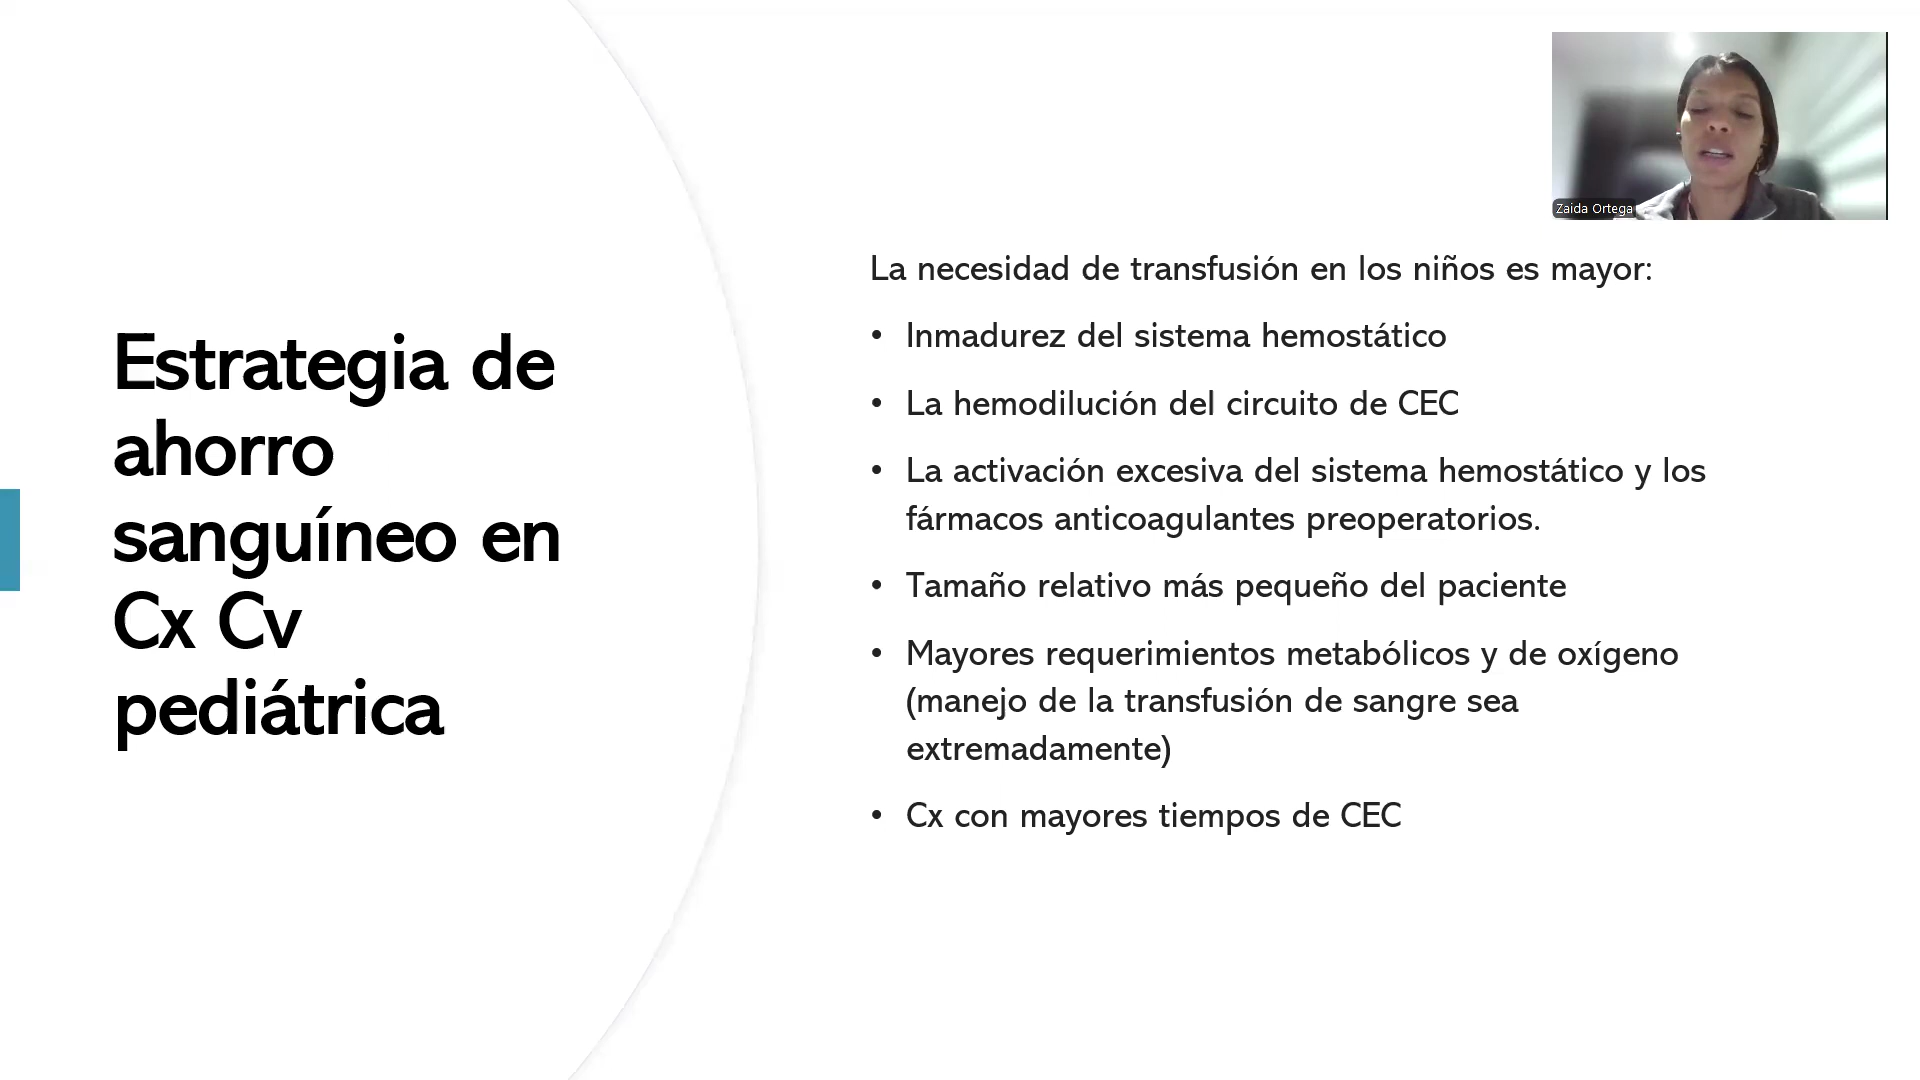 Zaida Ortega
Estrategia de
ahorro
sanguíneo en
Cx Cv
pediátrica
La necesidad de transfusión en los niños es mayor:
• Inmadurez del sistema hemostático
• La hemodilución del circuito de CEC
• La activación excesiva del sistema hemostático y los
fármacos anticoagulantes preoperatorios.
• Tamaño relativo más pequeño del paciente
• Mayores requerimientos metabólicos y de oxígeno
(manejo de la transfusión de sangre sea
extremadamente)
• Cx con mayores tiempos de CEC